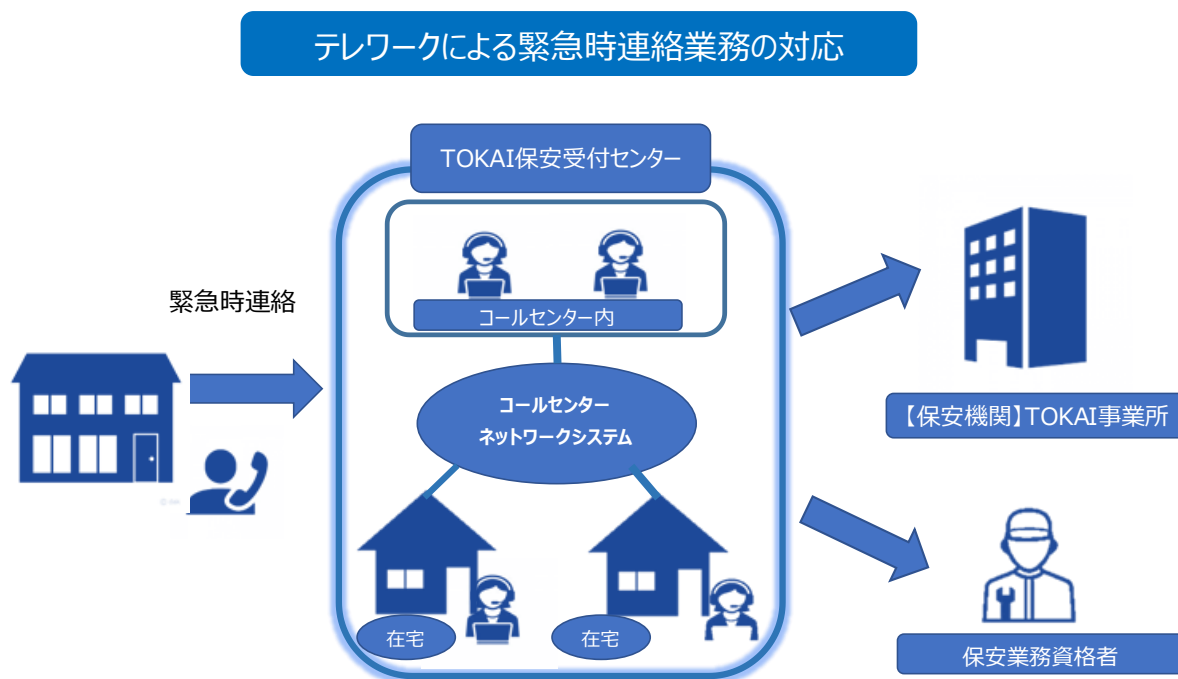 テレワークによる緊急時連絡業務の対応
TOKAI保安受付センター
コールセンター内
緊急時連絡
コールセンター
ネットワークシステム
【保安機関】TOKAI事業所
在宅
在宅
保安業務資格者